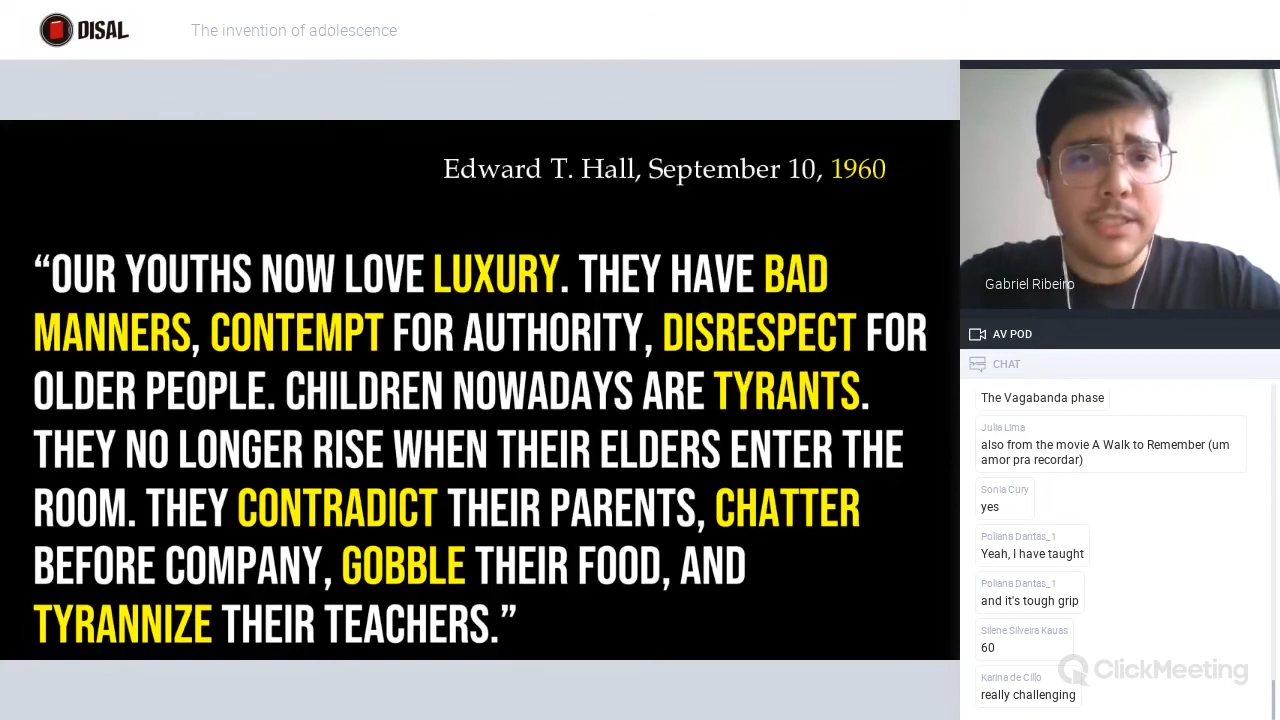 DISAL
The invention of adolescence
Edward T. Hall, September 10, 1960
“OUR YOUTHS NOW LOVE LUXURY. THEY HAVE BAD
MANNERS, CONTEMPT FOR AUTHORITY, DISRESPECT FOR
OLDER PEOPLE. CHILDREN NOWADAYS ARE TYRANTS.
THEY NO LONGER RISE WHEN THEIR ELDERS ENTER THE
ROOM. THEY CONTRADICT THEIR PARENTS, CHATTER
BEFORE COMPANY, GOBBLE THEIR FOOD, AND
TYRANNIZE THEIR TEACHERS.”
Gabriel Ribeiro
AV POD
CHAT
The Vagabanda phase
Julia Lima
also from the movie A Walk to Remember (um
amor pra recordar)
Sonia Cury
yes
Poliana Dantas_1
Yeah, I have taught
Poliana Dantas_1
and it's tough grip
Silene Silveira Kauas
60
Karina de Cillo
really challenging
ClickMeeting